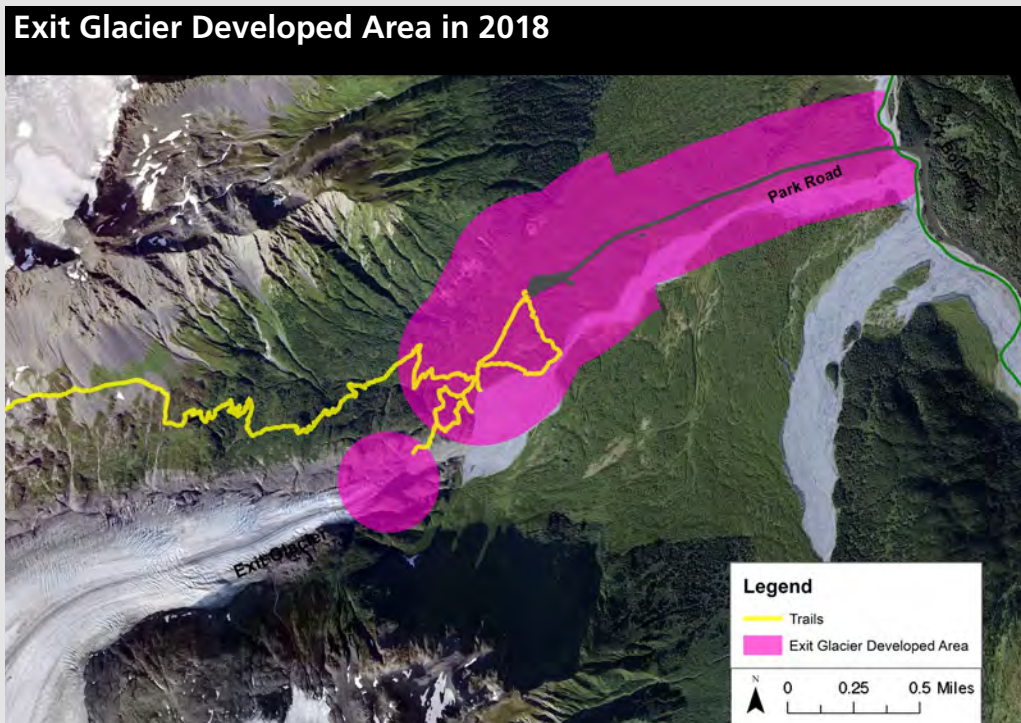 Exit Glacier Developed Area in 2018
Park Boundary
Park Road
Exit Glacier
Legend
Trails
Exit Glacier Developed Area
N
0 0.25 0.5 Miles